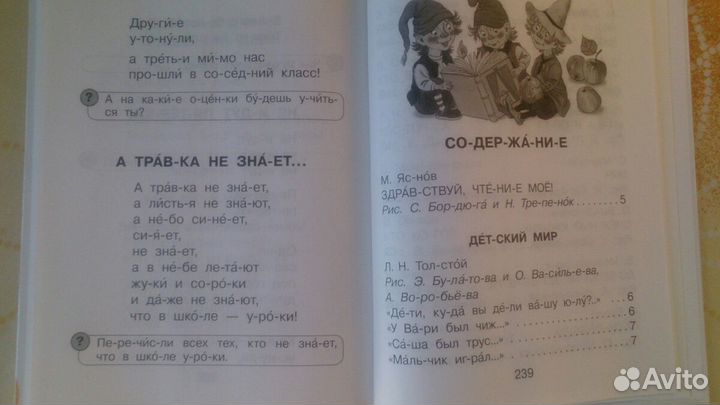 Дру-ги́-е
у-то-ну́-ли,
а тре́ть-и ми́-мо нас
про-шли́ в со-се́д-ний класс!
? А на ка-ки́-е о-це́н-ки бу́-дешь у-чи́ть-
ся ты?
А ТРА́В-КА НЕ ЗНА́-ЕТ...
А тра́в-ка не зна́-ет,
а ли́сть-я не зна́-ют,
а не́-бо си-не́-ет,
си-я́-ет,
не зна́-ет,
а в не́-бе ле-та́-ют
жу-ки́ и со-ро́-ки
и да́-же не зна́-ют,
что в шко́-ле — у-ро́-ки!
? Пе-ре-чи́с-ли всех тех, кто не зна́-ет,
что в шко́-ле у-ро́-ки.
СО-ДЕР-ЖА́-НИ-Е
М. Яс-но́в
ЗДРА́В-СТВУЙ, ЧТЕ́-НИ-Е МОЁ!
Рис. С. Бор-дю-га́ и Н. Тре-пе-но́к ........ 5
ДЕ́Т-СКИЙ МИР
Л. Н. Тол-сто́й
Рис. Э. Бу-ла́-то-ва и О. Ва-си́ль-е-ва,
А. Во-ро-бьё-ва
«Де́-ти, ку-да́ вы де́-ли ва́-шу ю-лу́?..» ..... 6
«У Ва́-ри был чиж...» ..................... 6
«Са́-ша был трус...» ...................... 7
«Ма́ль-чик иг-ра́л...» ..................... 7
239
Avito